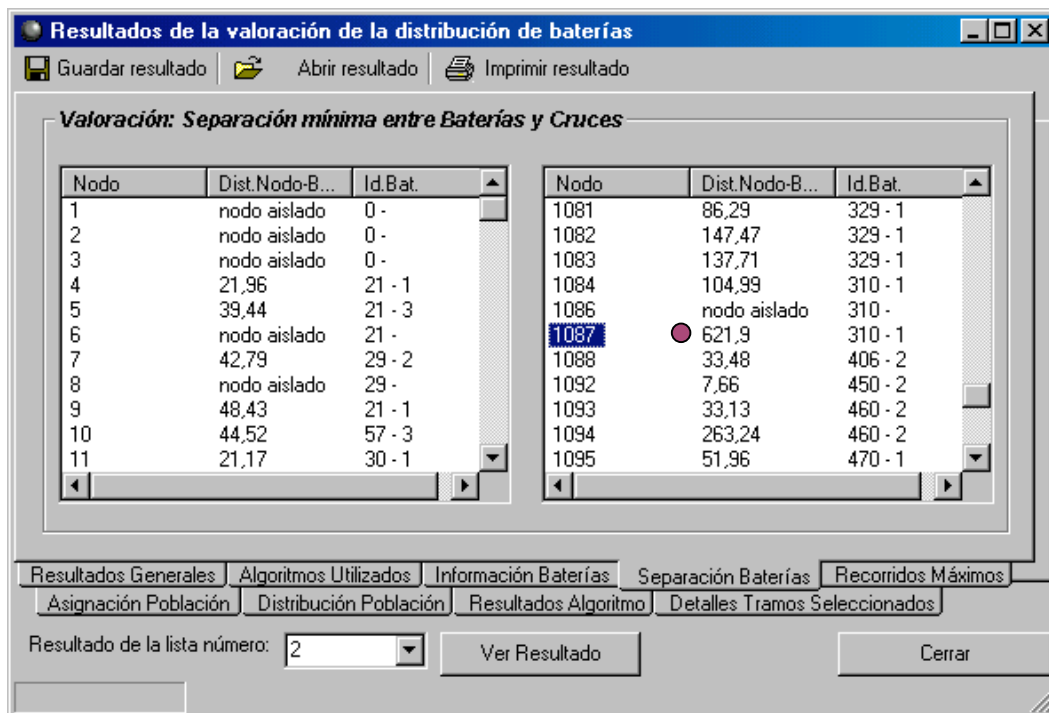 Resultados de la valoración de la distribución de baterías
Guardar resultado Abrir resultado Imprimir resultado
Valoración: Separación mínima entre Baterías y Cruces
Nodo Dist.Nodo-B... Id.Bat.
1 nodo aislado 0 -
2 nodo aislado 0 -
3 nodo aislado 0 -
4 21,96 21 - 1
5 39,44 21 - 3
6 nodo aislado 21 -
7 42,79 29 - 2
8 nodo aislado 29 -
9 48,43 21 - 1
10 44,52 57 - 3
11 21,17 30 - 1
Nodo Dist.Nodo-B... Id.Bat.
1081 86,29 329 - 1
1082 147,47 329 - 1
1083 137,71 329 - 1
1084 104,99 310 - 1
1086 nodo aislado 310 -
1087 621,9 310 - 1
1088 33,48 406 - 2
1092 7,66 450 - 2
1093 33,13 460 - 2
1094 263,24 460 - 2
1095 51,96 470 - 1
Resultados Generales Algoritmos Utilizados Información Baterías Separación Baterías Recorridos Máximos
Asignación Población Distribución Población Resultados Algoritmo Detalles Tramos Seleccionados
Resultado de la lista número: 2 Ver Resultado Cerrar